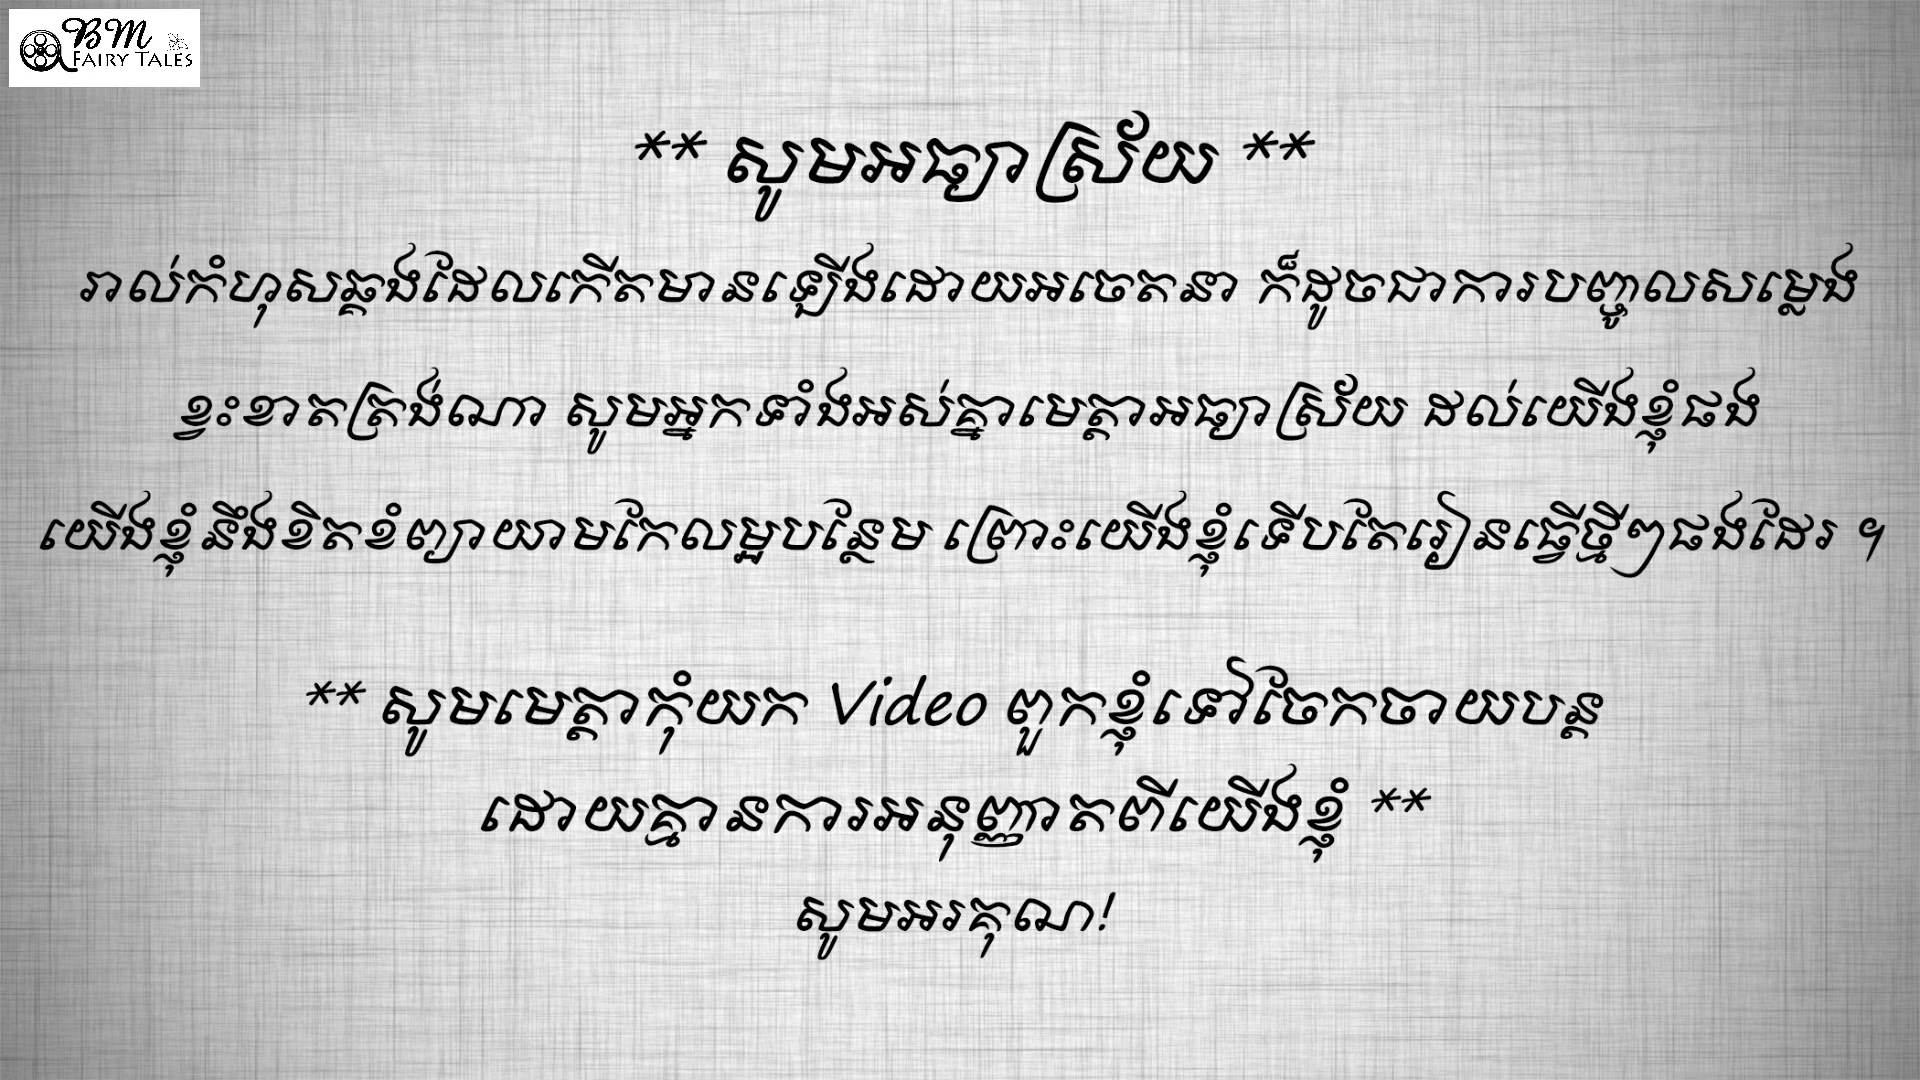 BM
FAIRY TALES
** សូមអធ្យាស្រ័យ **
រាល់កំហុសឆ្គងដែលកើតមានឡើងដោយអចេតនា ក៏ដូចជាការបញ្ចូលសម្លេង
ខ្វះខាតត្រង់ណា សូមអ្នកទាំងអស់គ្នាមេត្តាអធ្យាស្រ័យ ដល់យើងខ្ញុំផង
យើងខ្ញុំនឹងខិតខំព្យាយាមកែលម្អបន្ថែម ព្រោះយើងខ្ញុំទើបតែរៀនធ្វើថ្មីៗផងដែរ ។
** សូមមេត្តាកុំយក Video ពួកខ្ញុំទៅចែកចាយបន្ត
ដោយគ្មានការអនុញ្ញាតពីយើងខ្ញុំ **
សូមអរគុណ!